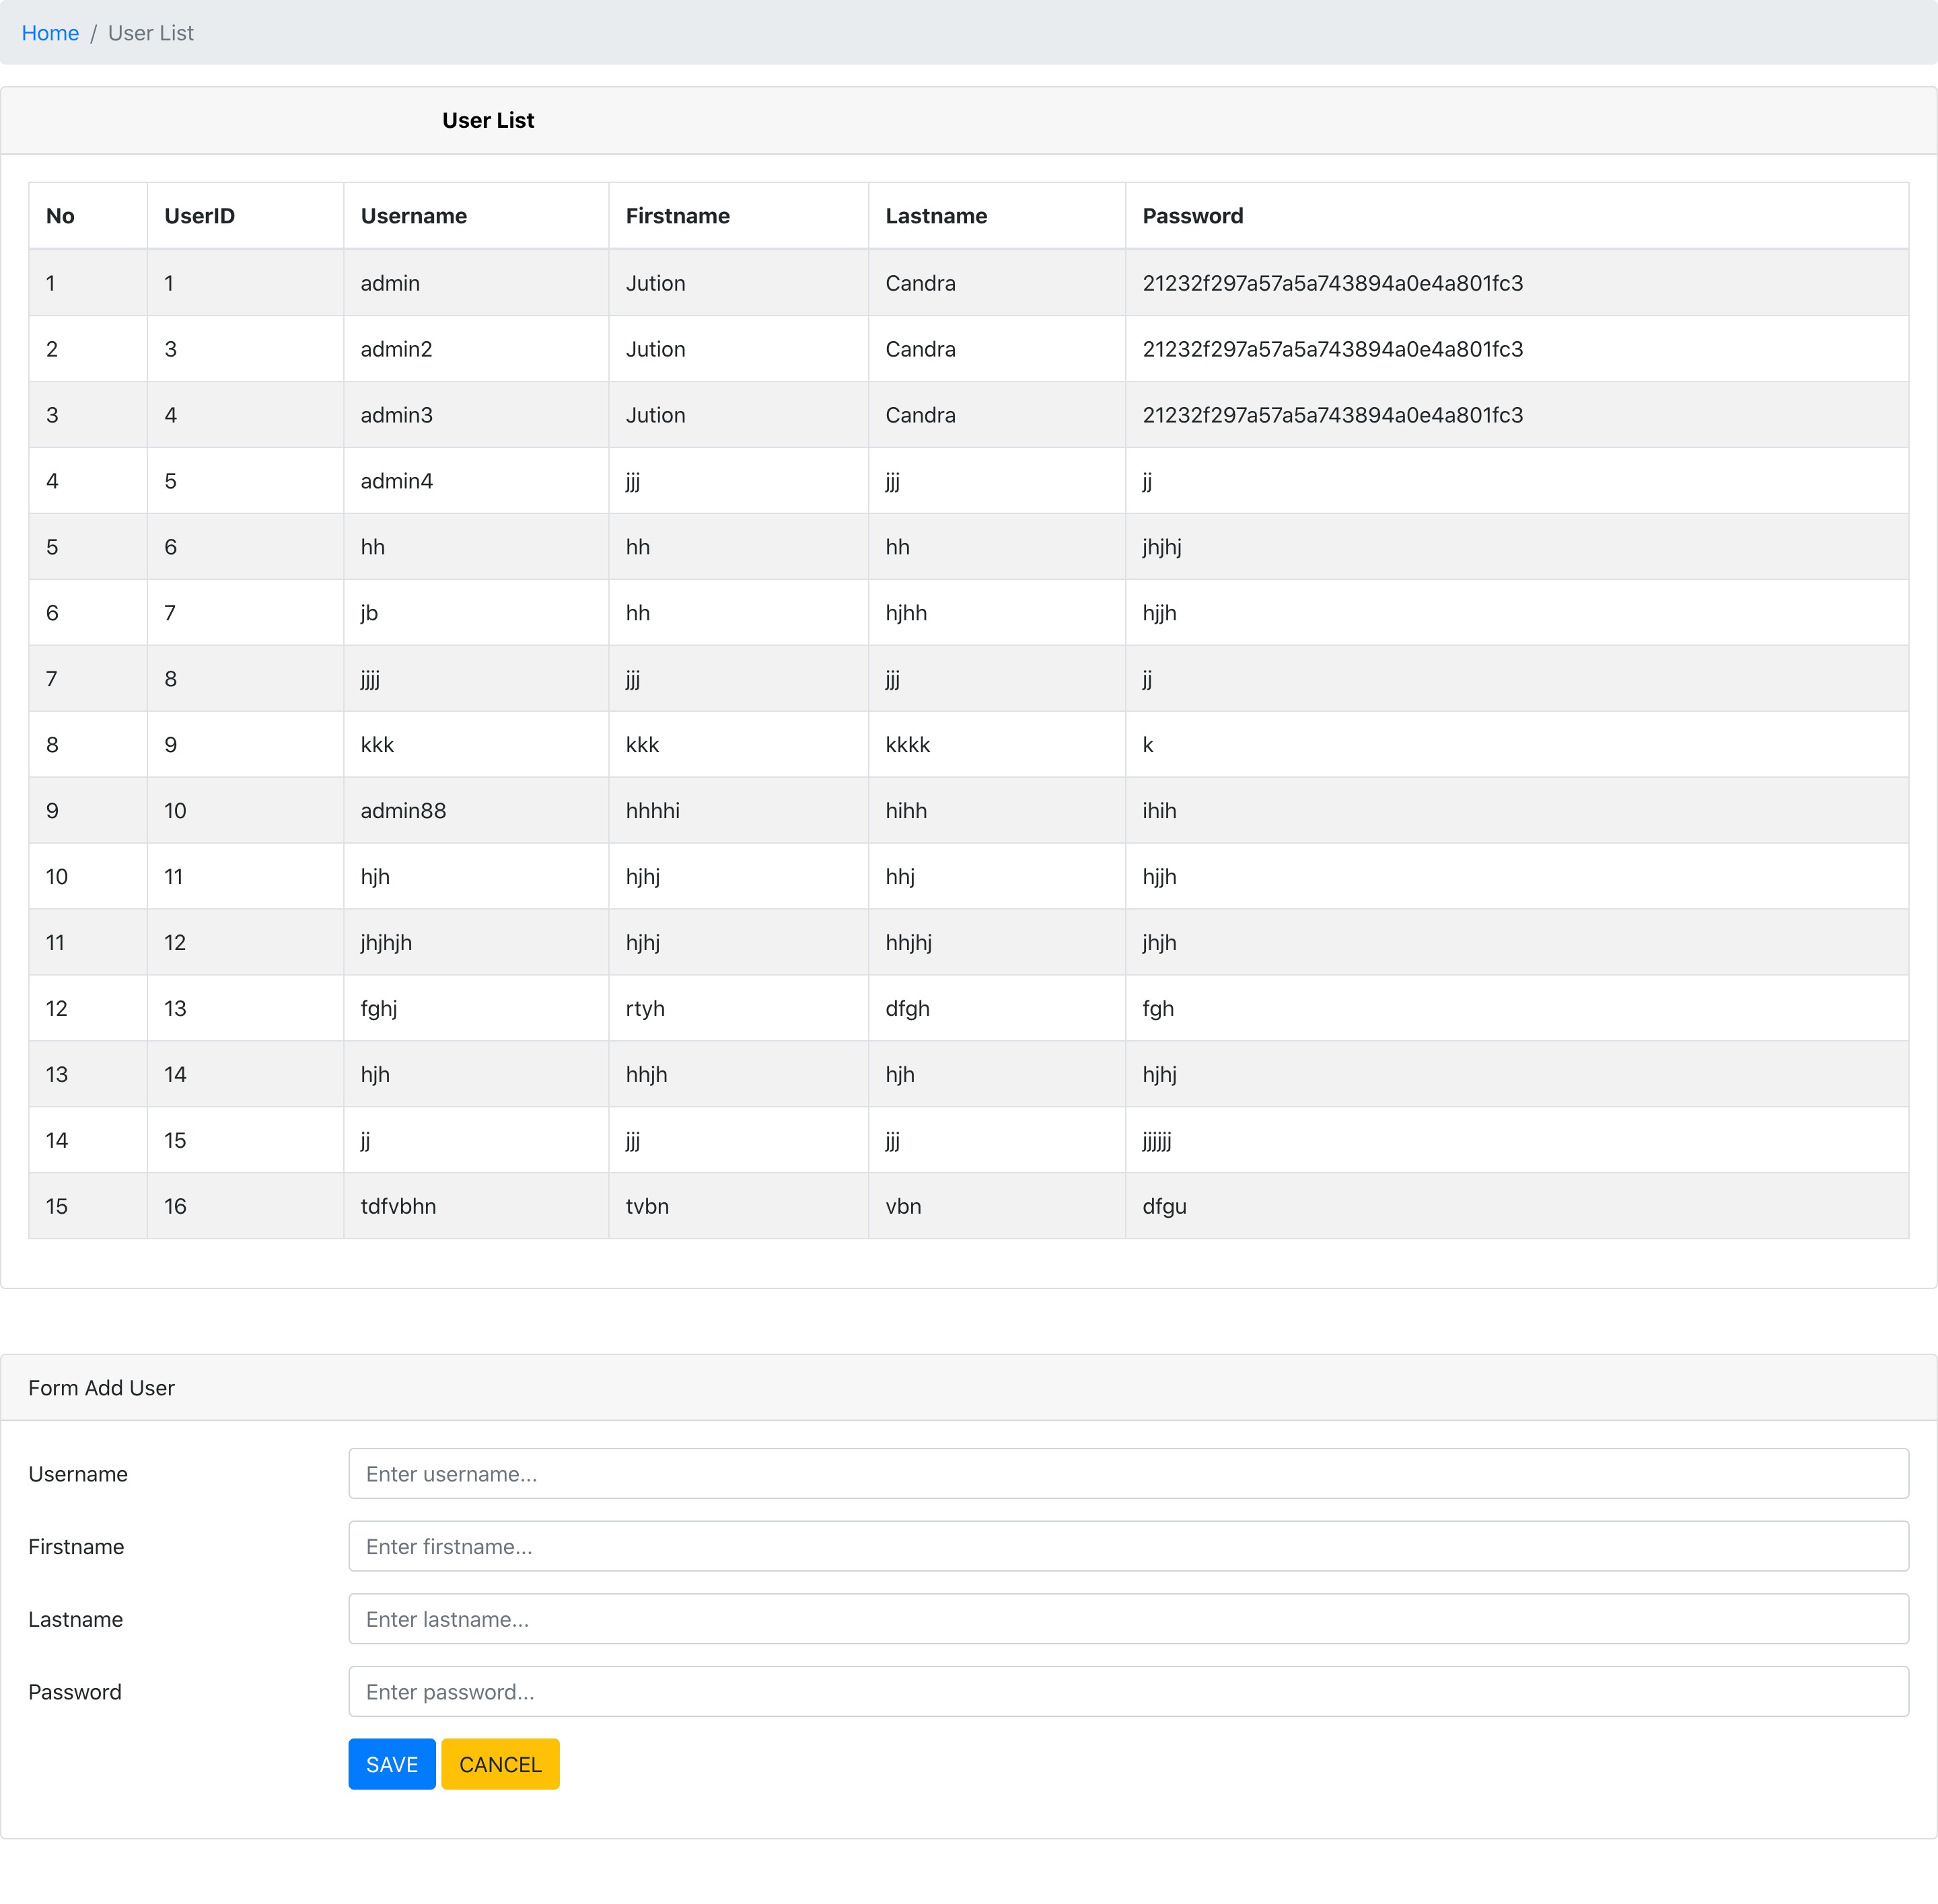 Home / User List
User List
No UserID Username Firstname Lastname Password
1 1 admin Jution Candra 21232f297a57a5a743894a0e4a801fc3
2 3 admin2 Jution Candra 21232f297a57a5a743894a0e4a801fc3
3 4 admin3 Jution Candra 21232f297a57a5a743894a0e4a801fc3
4 5 admin4 jjj jjj jj
5 6 hh hh hh jhjhj
6 7 jb hh hjhh hjjh
7 8 jjjj jjj jjj jj
8 9 kkk kkk kkkk k
9 10 admin88 hhhhi hihh ihih
10 11 hjh hjhj hhj hjjh
11 12 jhjhjh hjhj hhjhj jhjh
12 13 fghj rtyh dfgh fgh
13 14 hjh hhjh hjh hjhj
14 15 jj jjj jjj jjjjjj
15 16 tdfvbhn tvbn vbn dfgu
Form Add User
Username Enter username...
Firstname Enter firstname...
Lastname Enter lastname...
Password Enter password...
SAVE CANCEL